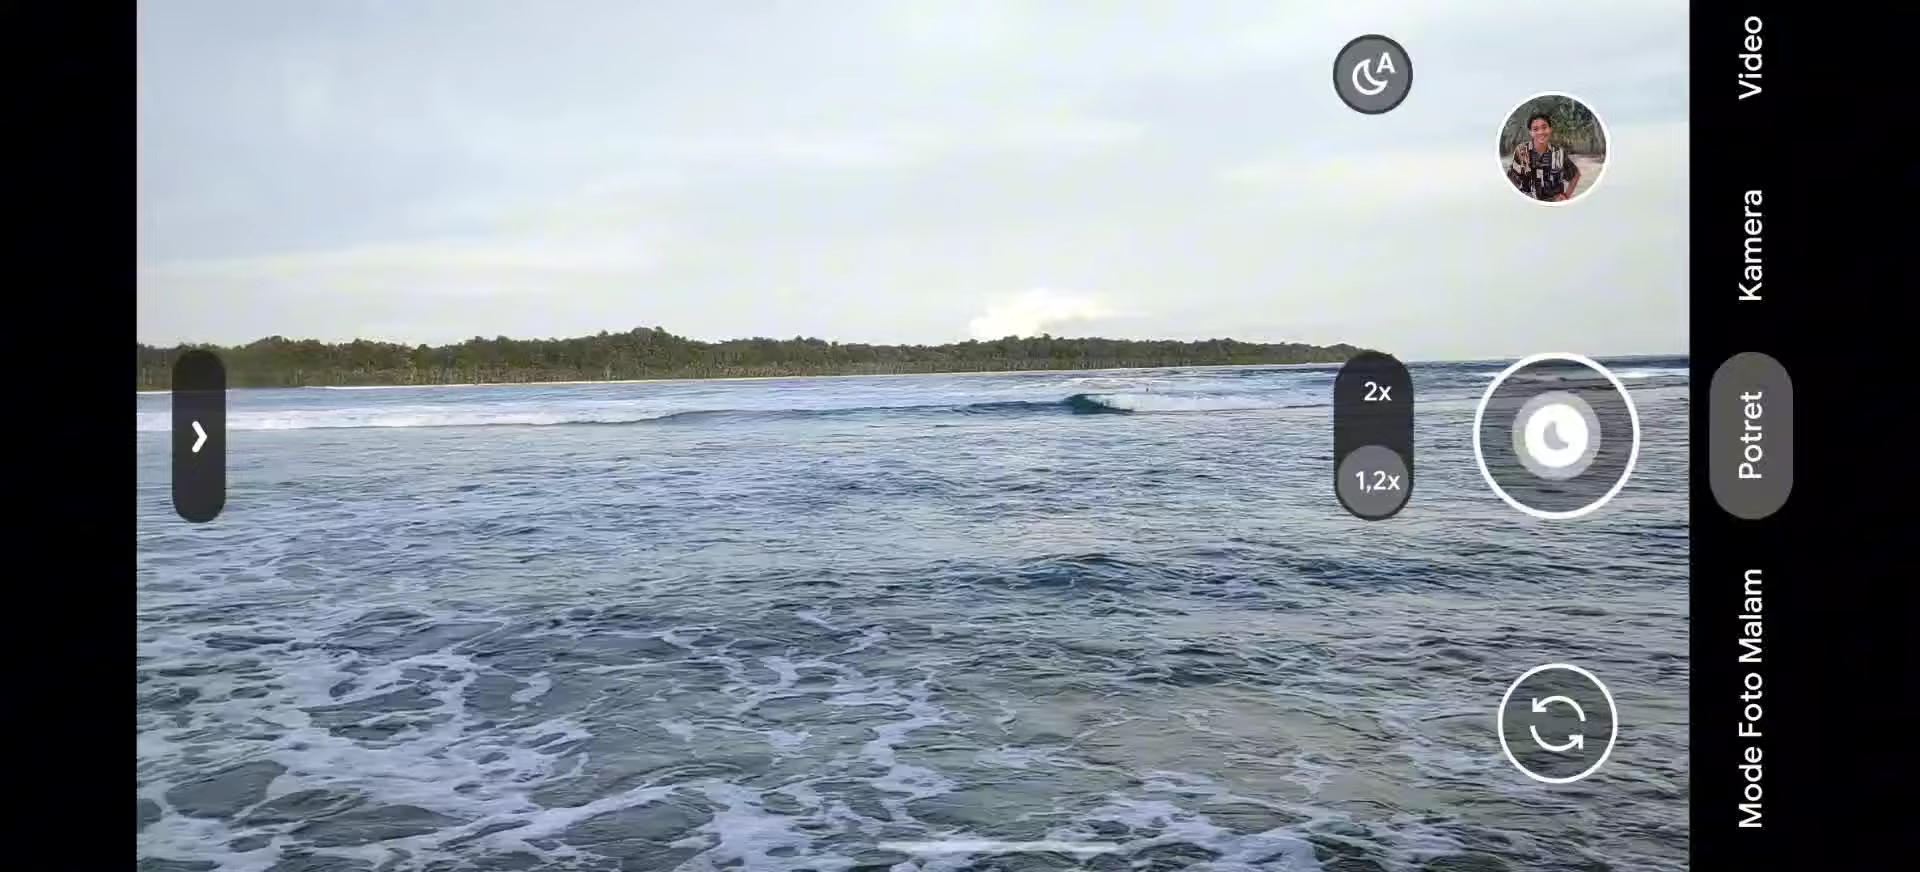 A
Video
Kamera
2x
1,2x
Potret
Mode Foto Malam